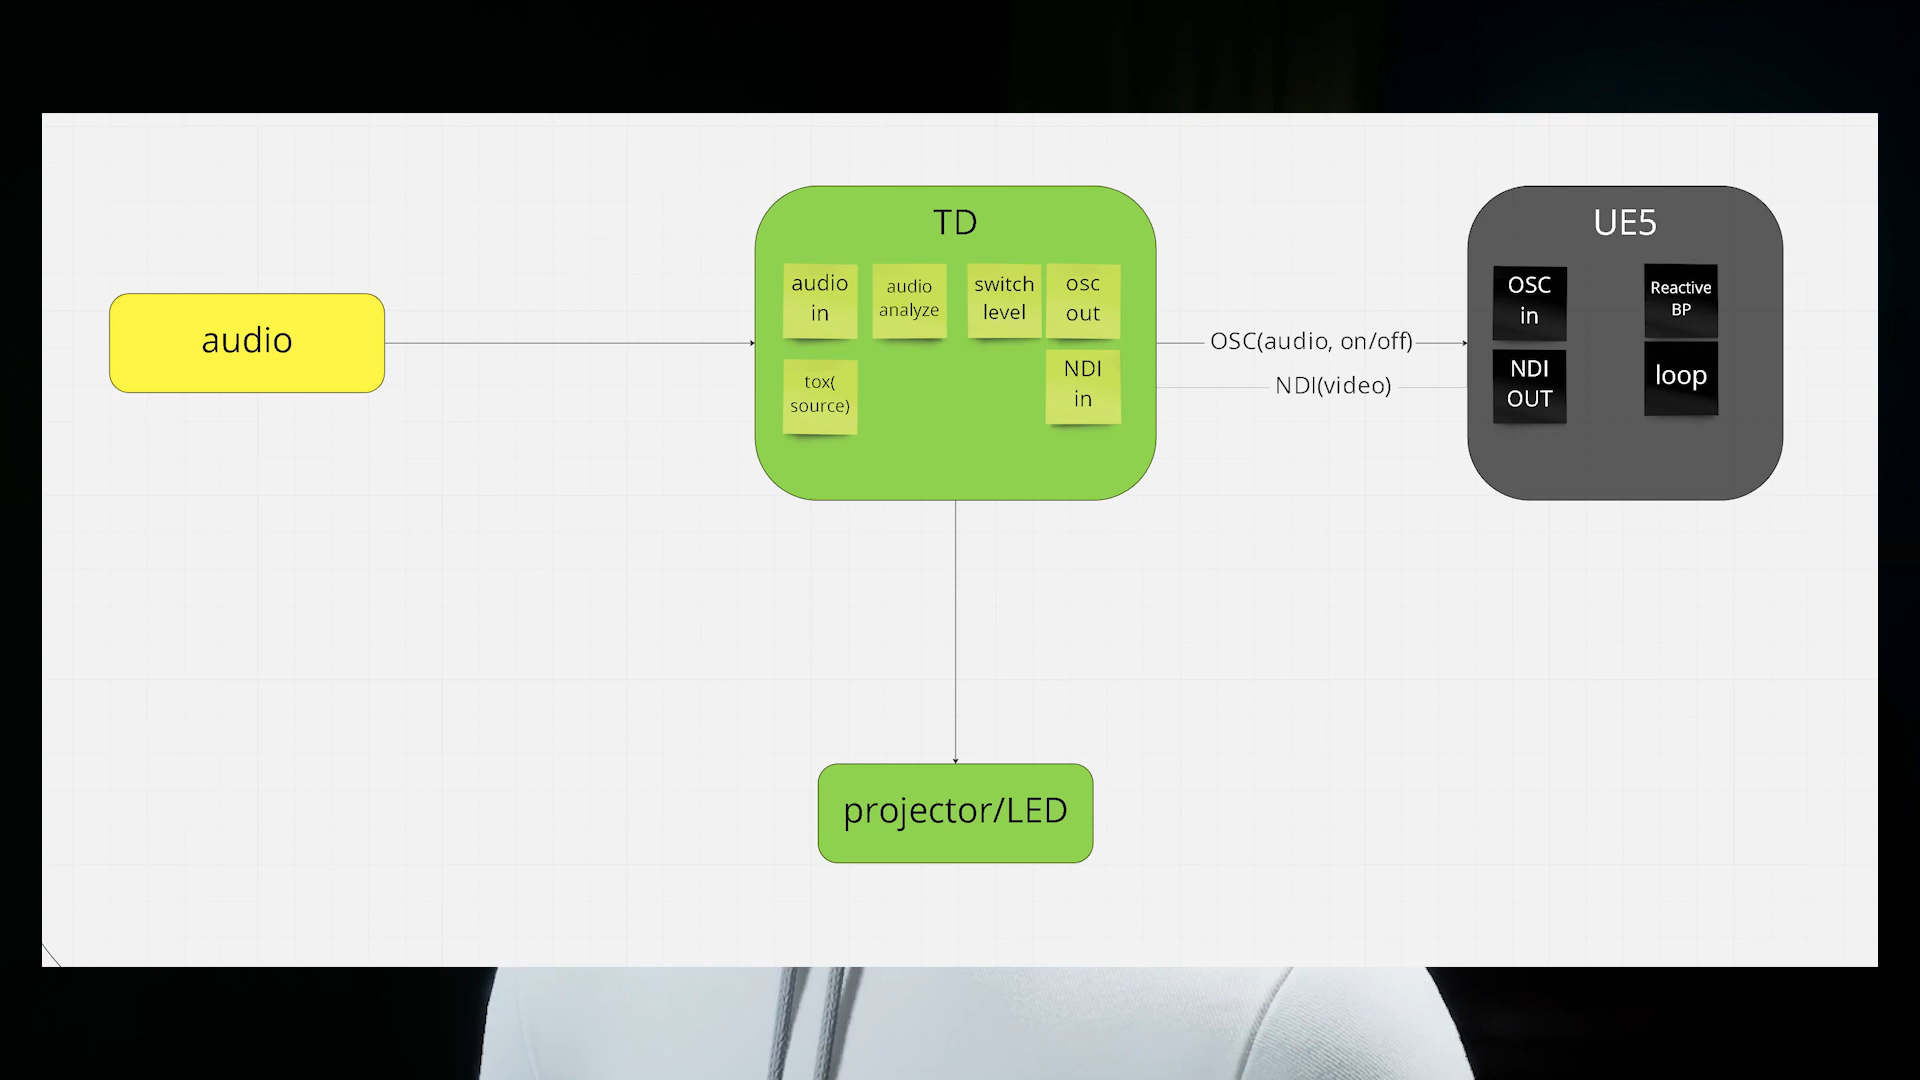 audio
TD
audio
in
audio
analyze
switch
level
osc
out
tox(
source)
NDI
in
OSC(audio, on/off)
NDI(video)
UE5
OSC
in
Reactive
BP
NDI
OUT
loop
projector/LED